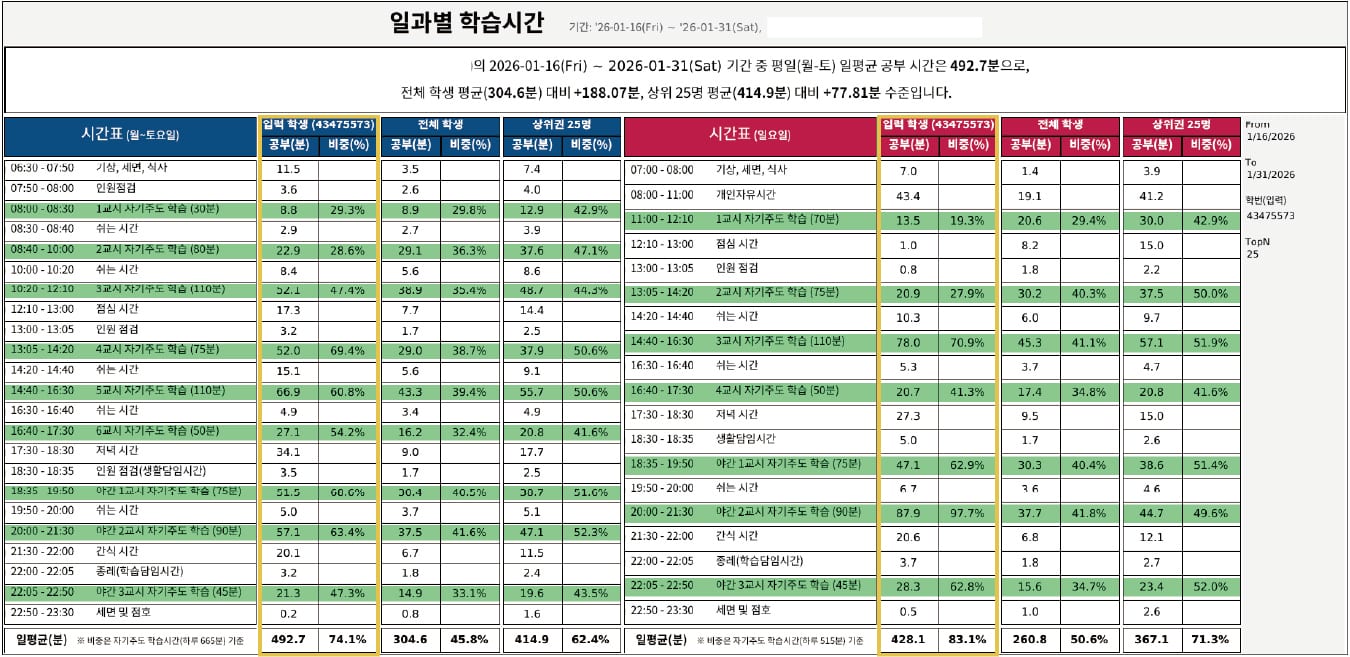 일과별 학습시간 기간: '26-01-16(Fri) ~ '26-01-31(Sat),
의 2026-01-16(Fri) ~ 2026-01-31(Sat) 기간 중 평일(월-토) 일평균 공부 시간은 492.7분으로,
전체 학생 평균(304.6분) 대비 +188.07분, 상위 25명 평균(414.9분) 대비 +77.81분 수준입니다.
시간표 (월~토요일) 입력 학생 (43475573) 전체 학생 상위권 25명
공부(분) 비중(%) 공부(분) 비중(%) 공부(분) 비중(%)
06:30 - 07:50 기상, 세면, 식사 11.5 3.5 7.4
07:50 - 08:00 인원점검 3.6 2.6 4.0
08:00 - 08:30 1교시 자기주도 학습 (30분) 8.8 29.3% 8.9 29.8% 12.9 42.9%
08:30 - 08:40 쉬는 시간 2.9 2.7 3.9
08:40 - 10:00 2교시 자기주도 학습 (80분) 22.9 28.6% 29.1 36.3% 37.6 47.1%
10:00 - 10:20 쉬는 시간 8.4 5.6 8.6
10:20 - 12:10 3교시 자기주도 학습 (110분) 52.1 47.4% 38.9 35.4% 48.7 44.3%
12:10 - 13:00 점심 시간 17.3 7.7 14.4
13:00 - 13:05 인원 점검 3.2 1.7 2.5
13:05 - 14:20 4교시 자기주도 학습 (75분) 52.0 69.4% 29.0 38.7% 37.9 50.6%
14:20 - 14:40 쉬는 시간 15.1 5.6 9.1
14:40 - 16:30 5교시 자기주도 학습 (110분) 66.9 60.8% 43.3 39.4% 55.7 50.6%
16:30 - 16:40 쉬는 시간 4.9 3.4 4.9
16:40 - 17:30 6교시 자기주도 학습 (50분) 27.1 54.2% 16.2 32.4% 20.8 41.6%
17:30 - 18:30 저녁 시간 34.1 9.0 17.7
18:30 - 18:35 인원 점검(생활담임시간) 3.5 1.7 2.5
18:35 - 19:50 야간 1교시 자기주도 학습 (75분) 51.5 68.6% 30.4 40.5% 38.7 51.6%
19:50 - 20:00 쉬는 시간 5.0 3.7 5.1
20:00 - 21:30 야간 2교시 자기주도 학습 (90분) 57.1 63.4% 37.5 41.6% 47.1 52.3%
21:30 - 22:00 간식 시간 20.1 6.7 11.5
22:00 - 22:05 종례(학습담임시간) 3.2 1.8 2.4
22:05 - 22:50 야간 3교시 자기주도 학습 (45분) 21.3 47.3% 14.9 33.1% 19.6 43.5%
22:50 - 23:30 세면 및 점호 0.2 0.8 1.6
일평균(분) ※ 비중은 자기주도 학습시간(하루 665분) 기준 492.7 74.1% 304.6 45.8% 414.9 62.4%
시간표 (일요일) 입력 학생 (43475573) 전체 학생 상위권 25명
공부(분) 비중(%) 공부(분) 비중(%) 공부(분) 비중(%)
07:00 - 08:00 기상, 세면, 식사 7.0 1.4 3.9
08:00 - 11:00 개인자유시간 43.4 19.1 41.2
11:00 - 12:10 1교시 자기주도 학습 (70분) 13.5 19.3% 20.6 29.4% 30.0 42.9%
12:10 - 13:00 점심 시간 1.0 8.2 15.0
13:00 - 13:05 인원 점검 0.8 1.8 2.2
13:05 - 14:20 2교시 자기주도 학습 (75분) 20.9 27.9% 30.2 40.3% 37.5 50.0%
14:20 - 14:40 쉬는 시간 10.3 6.0 9.7
14:40 - 16:30 3교시 자기주도 학습 (110분) 78.0 70.9% 45.3 41.1% 57.1 51.9%
16:30 - 16:40 쉬는 시간 5.3 3.7 4.7
16:40 - 17:30 4교시 자기주도 학습 (50분) 20.7 41.3% 17.4 34.8% 20.8 41.6%
17:30 - 18:30 저녁 시간 27.3 9.5 15.0
18:30 - 18:35 생활담임시간 5.0 1.7 2.6
18:35 - 19:50 야간 1교시 자기주도 학습 (75분) 47.1 62.9% 30.3 40.4% 38.6 51.4%
19:50 - 20:00 쉬는 시간 6.7 3.6 4.6
20:00 - 21:30 야간 2교시 자기주도 학습 (90분) 87.9 97.7% 37.7 41.8% 44.7 49.6%
21:30 - 22:00 간식 시간 20.6 6.8 12.1
22:00 - 22:05 종례(학습담임시간) 3.7 1.8 2.7
22:05 - 22:50 야간 3교시 자기주도 학습 (45분) 28.3 62.8% 15.6 34.7% 23.4 52.0%
22:50 - 23:30 세면 및 점호 0.5 1.0 2.6
일평균(분) ※ 비중은 자기주도 학습시간(하루 515분) 기준 428.1 83.1% 260.8 50.6% 367.1 71.3%
From
1/16/2026
To
1/31/2026
학번(입력)
43475573
TopN
25